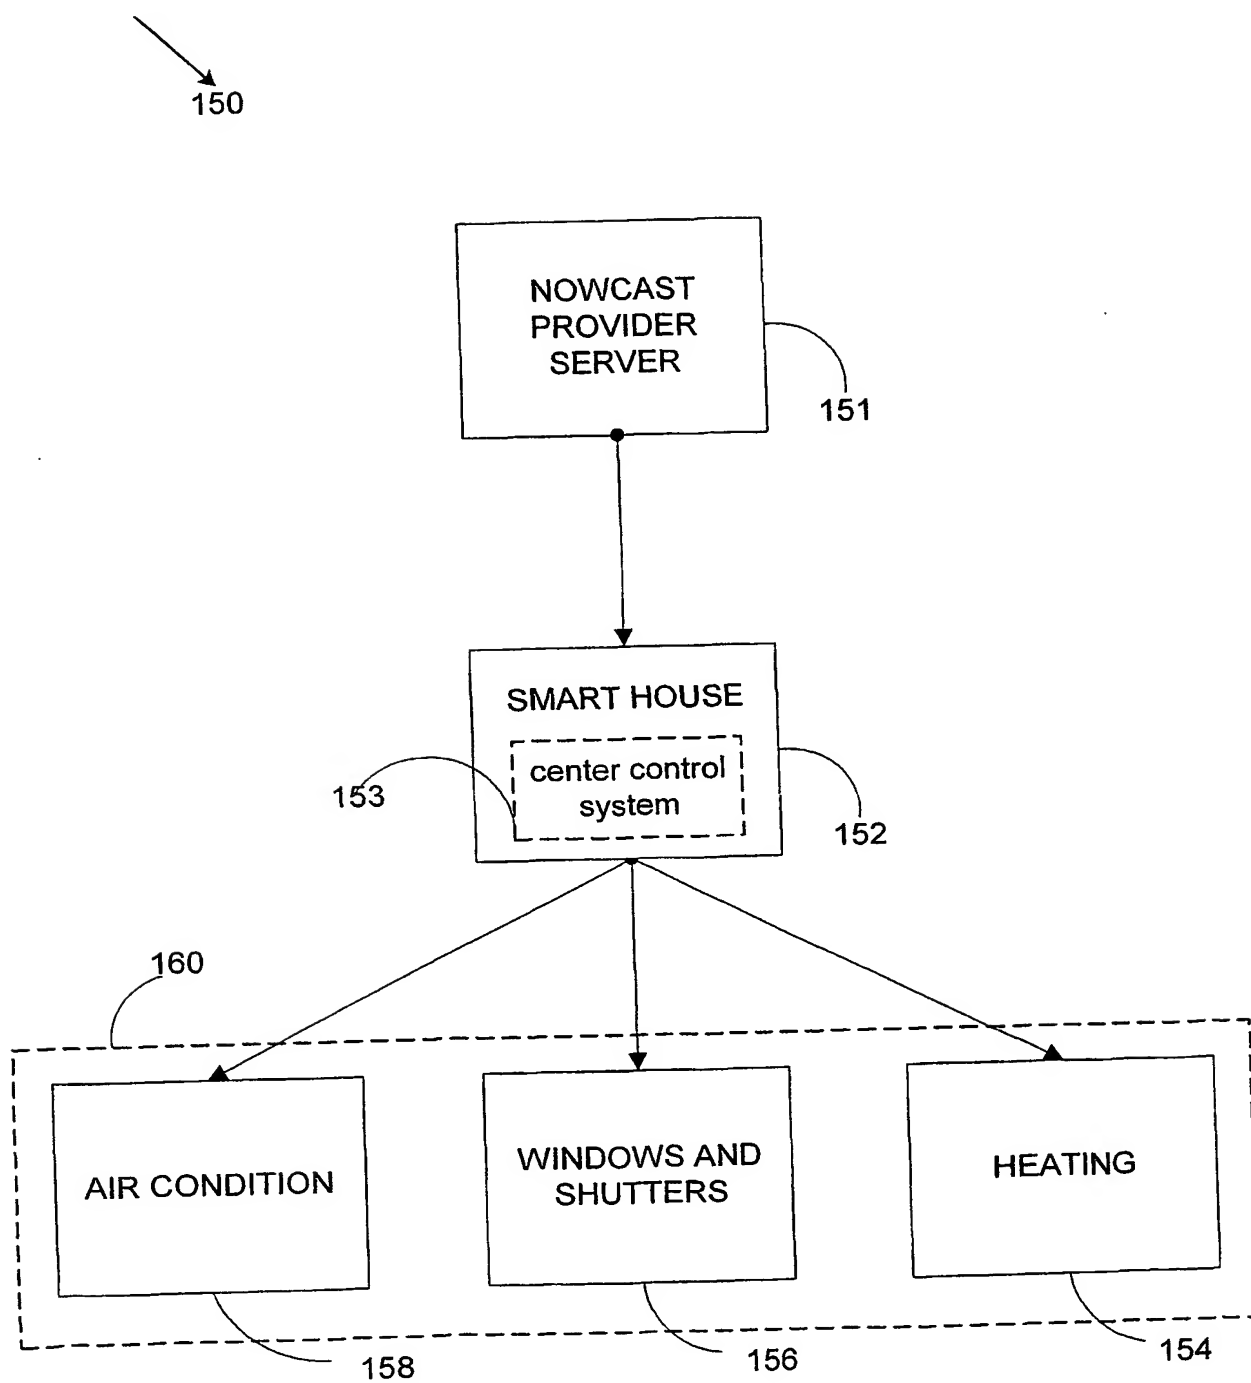 150
NOWCAST
PROVIDER
SERVER
151
SMART HOUSE
center control
system
153
152
160
AIR CONDITION
WINDOWS AND
SHUTTERS
HEATING
158
156
154